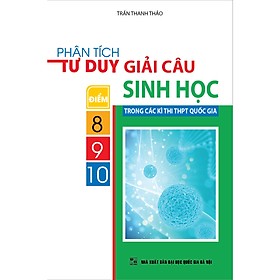 TRẦN THANH THẢO
PHÂN TÍCH
TƯ DUY GIẢI CÂU
ĐIỂM
8
9
10
SINH HỌC
TRONG CÁC KÌ THI THPT QUỐC GIA
NHÀ XUẤT BẢN ĐẠI HỌC QUỐC GIA HÀ NỘI